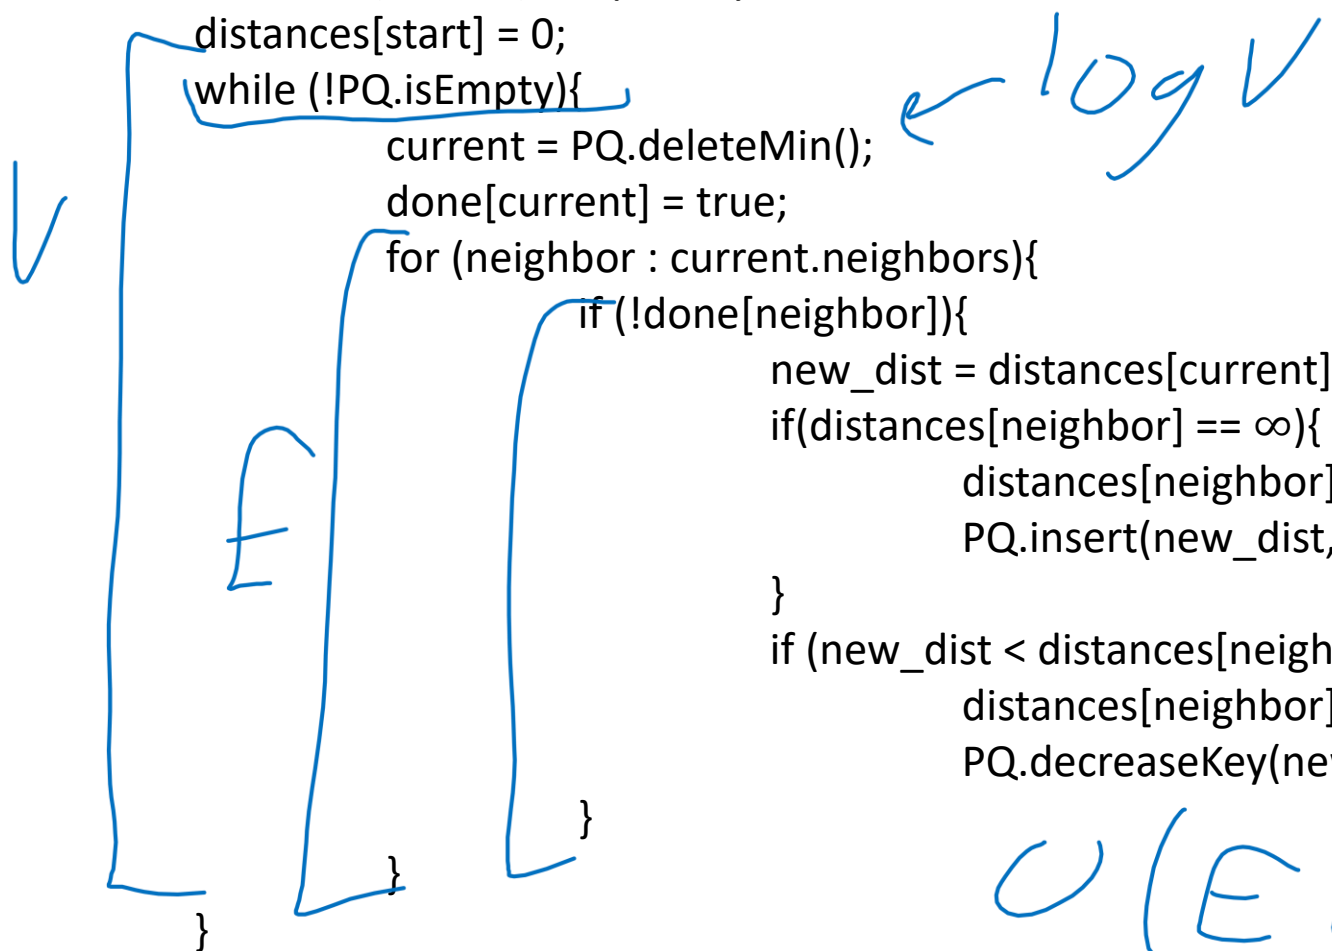 distances[start] = 0;
while (!PQ.isEmpty){
log V
current = PQ.deleteMin();
done[current] = true;
V
for (neighbor : current.neighbors){
if (!done[neighbor]){
new_dist = distances[current]
if(distances[neighbor] == ∞){
distances[neighbor]
E
PQ.insert(new_dist,
}
if (new_dist < distances[neigh
distances[neighbor]
PQ.decreaseKey(ne
}
}
O(E
}